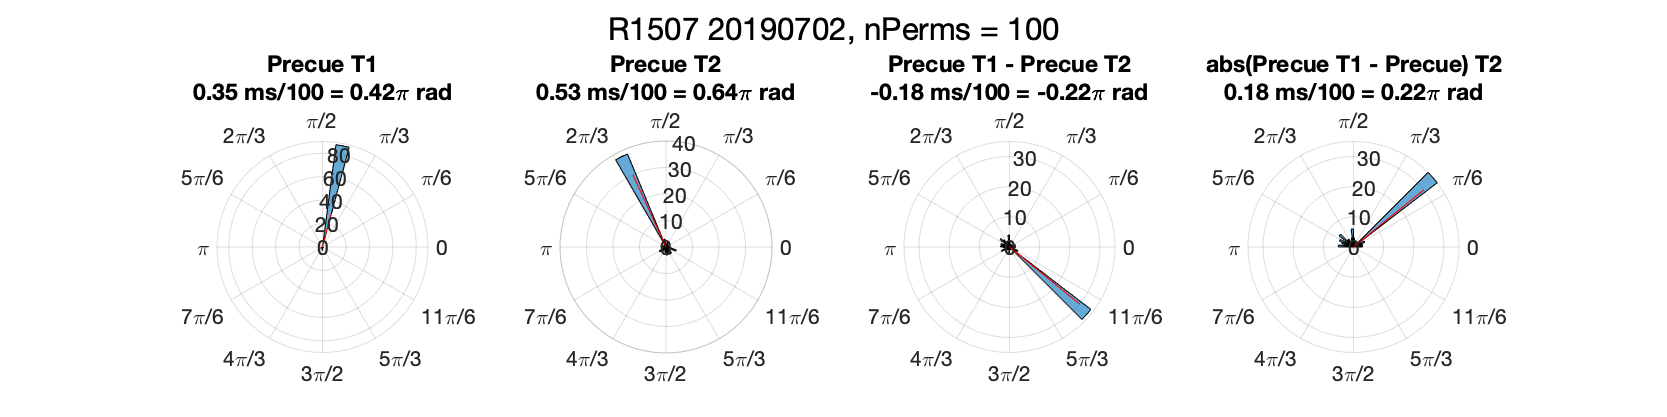 R1507 20190702, nPerms = 100
Precue T1
0.35 ms/100 = 0.42π rad
π/2
2π/3
π/3
5π/6
π/6
π
0
7π/6
11π/6
4π/3
5π/3
3π/2
80
60
40
20
0
Precue T2
0.53 ms/100 = 0.64π rad
π/2
2π/3
π/3
5π/6
π/6
π
0
7π/6
11π/6
4π/3
5π/3
3π/2
40
30
20
10
0
Precue T1 - Precue T2
-0.18 ms/100 = -0.22π rad
π/2
2π/3
π/3
5π/6
π/6
π
0
7π/6
11π/6
4π/3
5π/3
3π/2
30
20
10
0
abs(Precue T1 - Precue) T2
0.18 ms/100 = 0.22π rad
π/2
2π/3
π/3
5π/6
π/6
π
0
7π/6
11π/6
4π/3
5π/3
3π/2
30
20
10
0